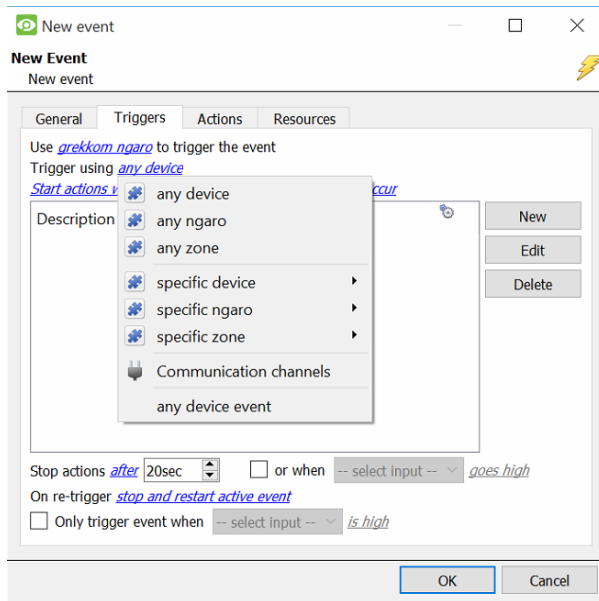 New event
New Event
New event
General Triggers Actions Resources
Use grekkom ngaro to trigger the event
Trigger using any device
Start actions occur
any device
any ngaro
any zone
specific device
specific ngaro
specific zone
Communication channels
any device event
Description
New
Edit
Delete
Stop actions after 20sec or when -- select input -- goes high
On re-trigger stop and restart active event
Only trigger event when -- select input -- is high
OK Cancel